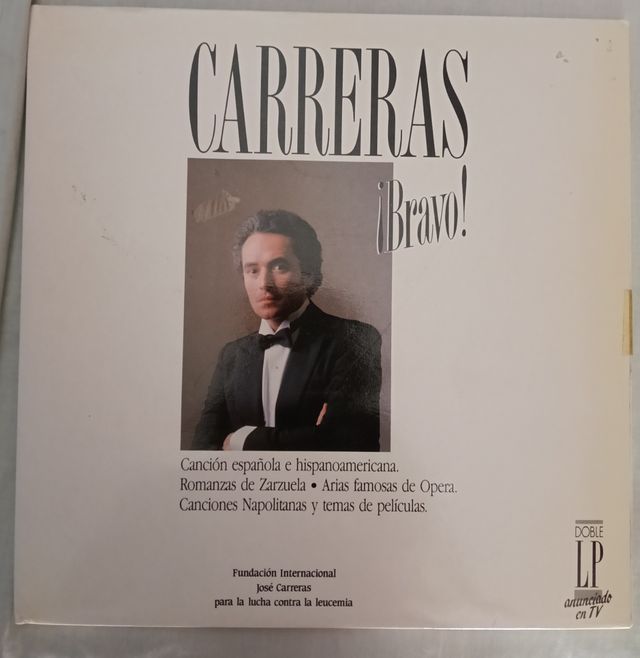 CARRERAS
¡Bravo!
Canción española e hispanoamericana.
Romanzas de Zarzuela • Arias famosas de Opera.
Canciones Napolitanas y temas de películas.
Fundación Internacional
José Carreras
para la lucha contra la leucemia
DOBLE
LP
anunciado
en TV